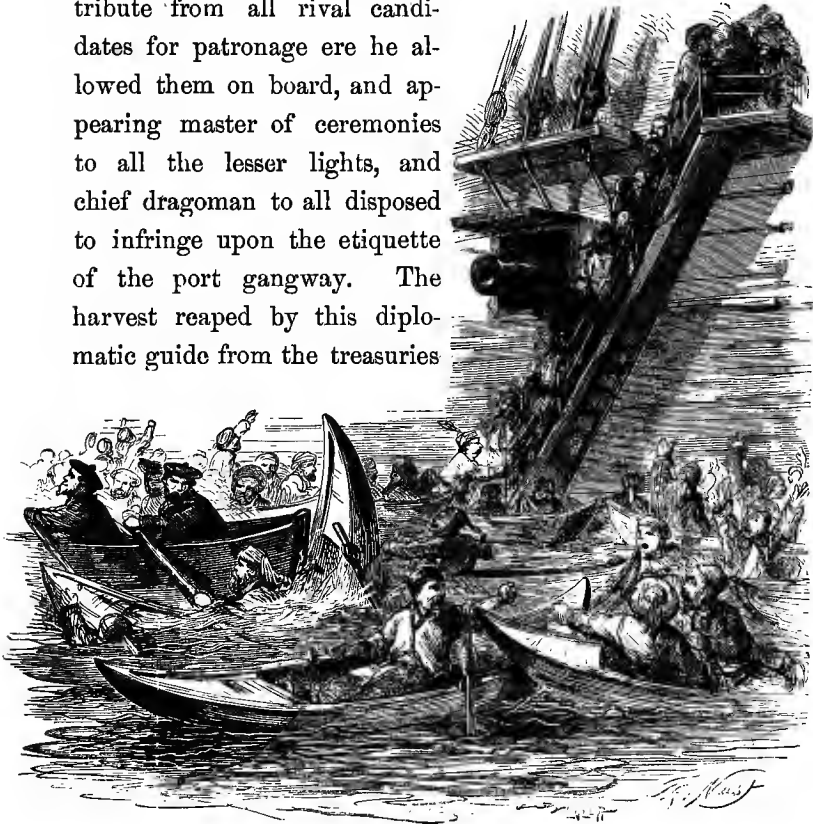 tribute from all rival candi-
dates for patronage ere he al-
lowed them on board, and ap-
pearing master of ceremonies
to all the lesser lights, and
chief dragoman to all disposed
to infringe upon the etiquette
of the port gangway. The
harvest reaped by this diplo-
matic guide from the treasuries